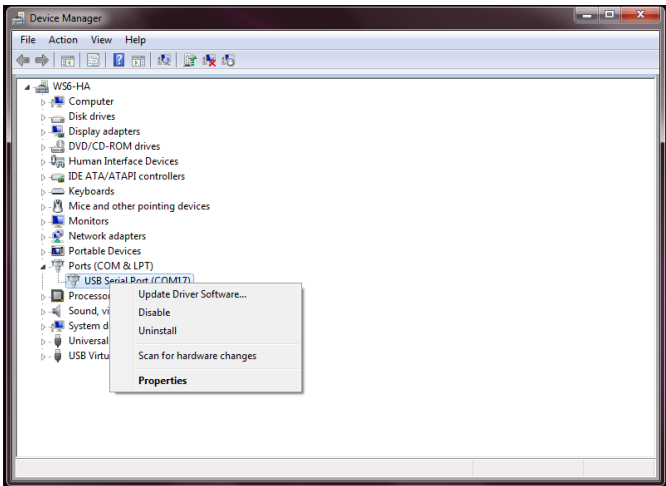 Device Manager
File Action View Help
WS6-HA
Computer
Disk drives
Display adapters
DVD/CD-ROM drives
Human Interface Devices
IDE ATA/ATAPI controllers
Keyboards
Mice and other pointing devices
Monitors
Network adapters
Portable Devices
Ports (COM & LPT)
USB Serial Port (COM17)
Processo
Update Driver Software...
Sound, vi
Disable
System d
Uninstall
Universal
USB Virtu
Scan for hardware changes
Properties